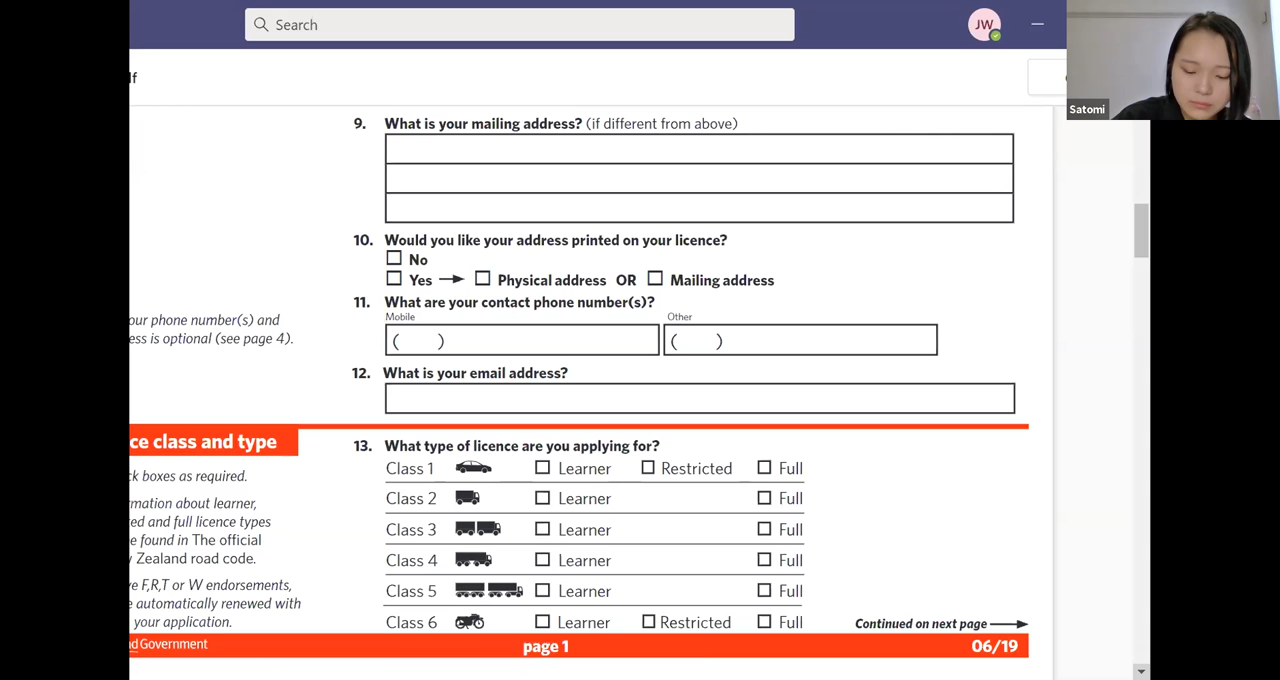 Search
JW
lf
Satomi
9. What is your mailing address? (if different from above)
10. Would you like your address printed on your licence?
No
Yes → Physical address OR Mailing address
11. What are your contact phone number(s)?
our phone number(s) and
ess is optional (see page 4).
Mobile Other
( ) ( )
12. What is your email address?
ce class and type
13. What type of licence are you applying for?
Class 1 Learner Restricted Full
ck boxes as required.
Class 2 Learner Full
rmation about learner,
ed and full licence types
Class 3 Learner Full
e found in The official
w Zealand road code.
Class 4 Learner Full
ve F,R,T or W endorsements,
Class 5 Learner Full
e automatically renewed with
your application.
Class 6 Learner Restricted Full
Continued on next page
nd Government
page 1
06/19